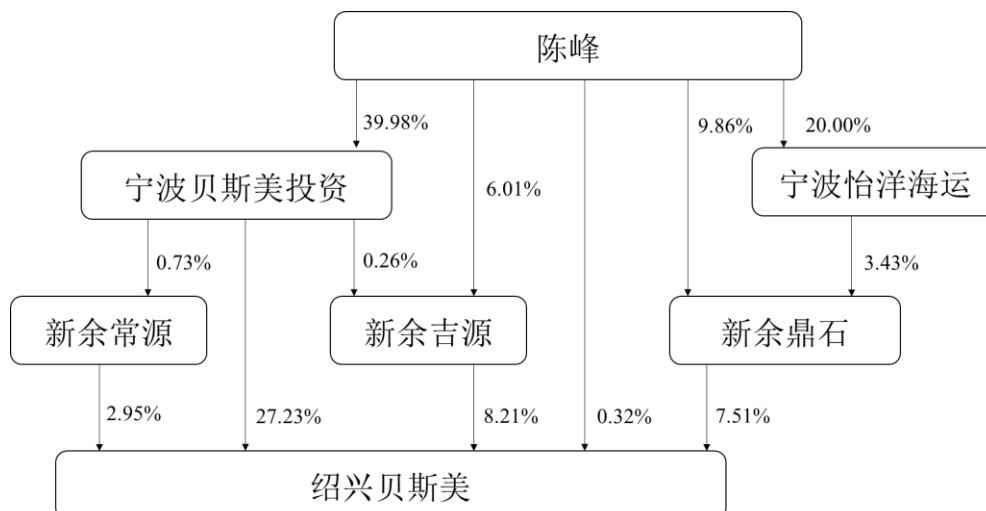 陈峰
39.98%
9.86%
20.00%
宁波贝斯美投资
6.01%
宁波怡洋海运
0.73%
0.26%
3.43%
新余常源
新余吉源
新余鼎石
2.95%
27.23%
8.21%
0.32%
7.51%
绍兴贝斯美